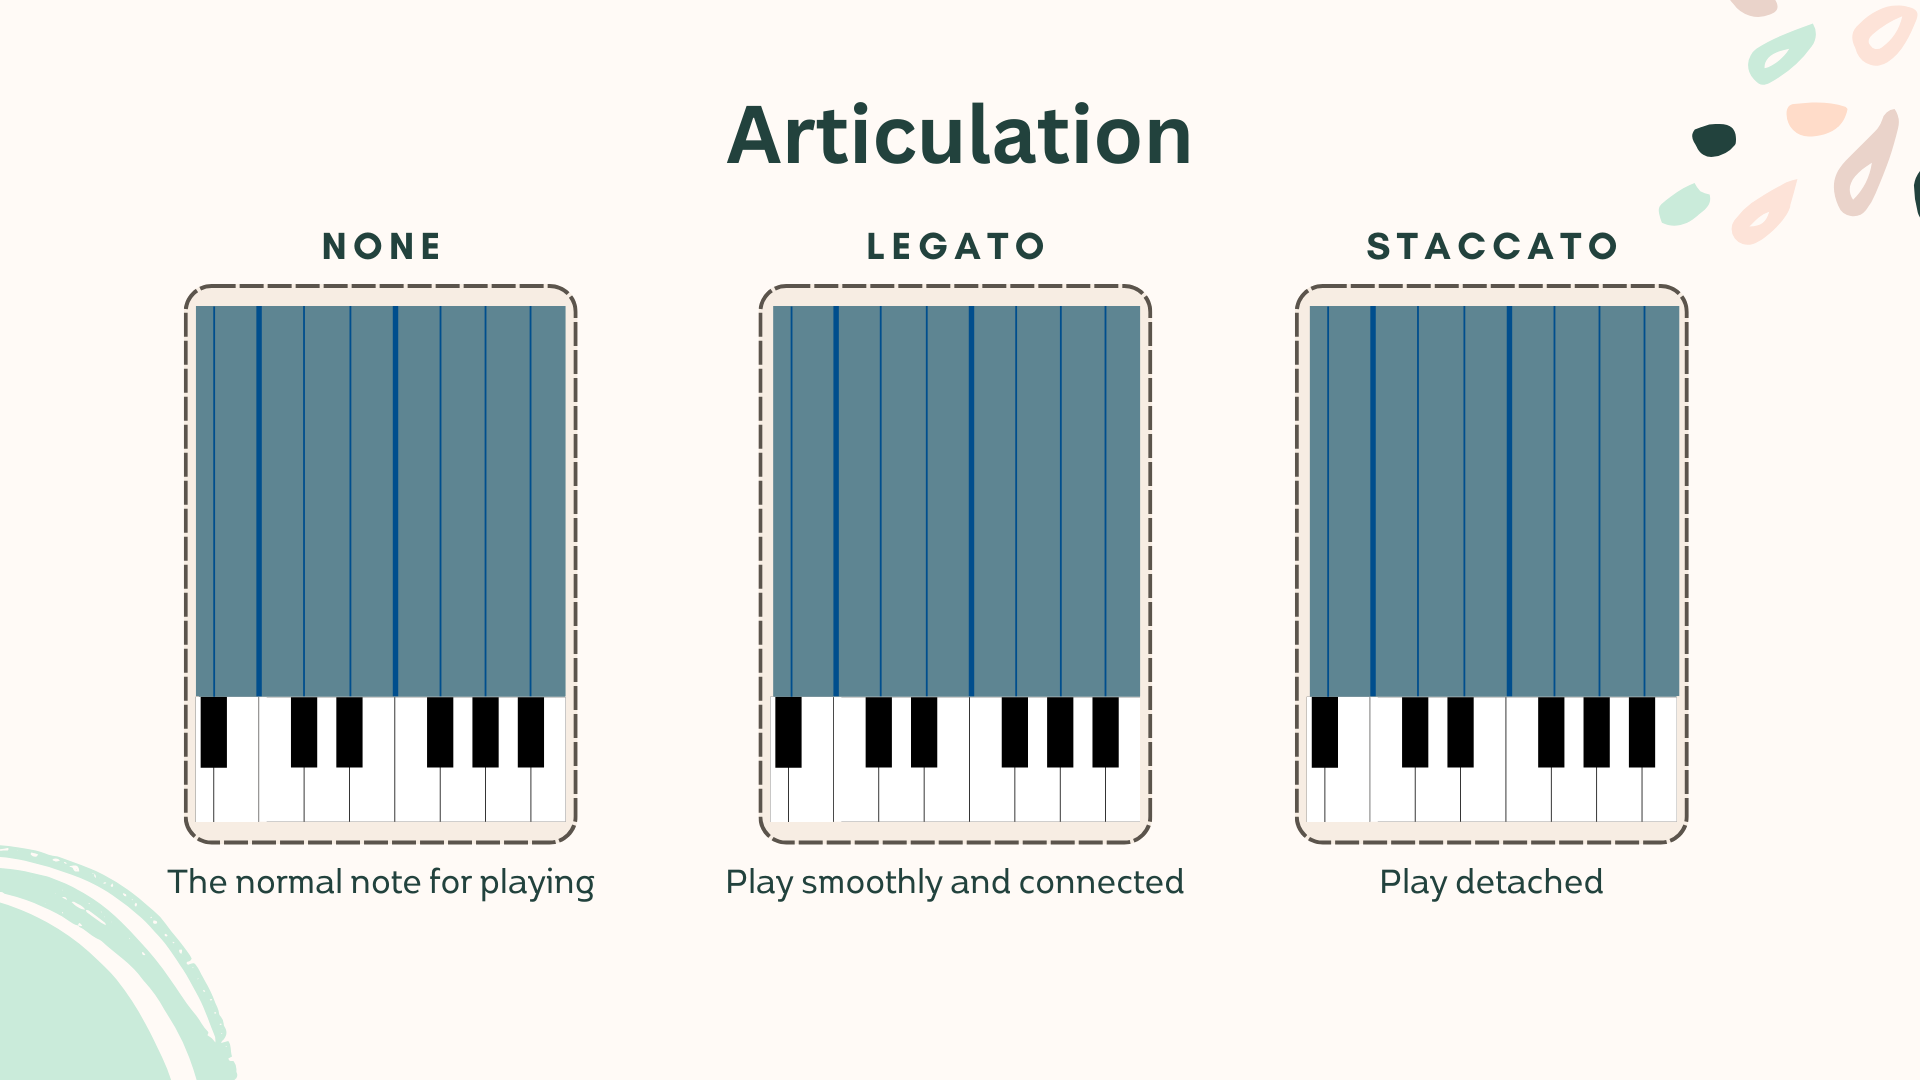 Articulation
NONE
LEGATO
STACCATO
The normal note for playing
Play smoothly and connected
Play detached